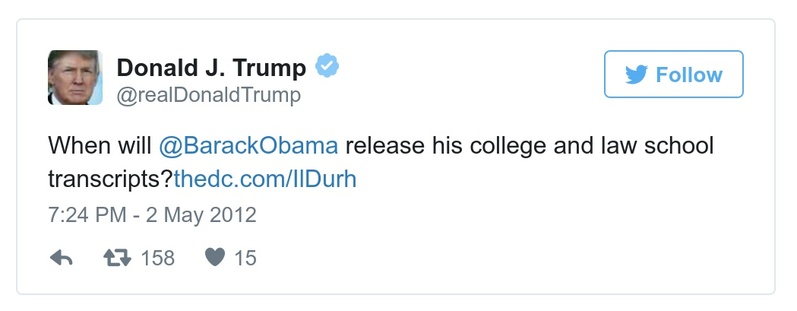 Donald J. Trump
@realDonaldTrump
Follow
When will @BarackObama release his college and law school
transcripts?thedc.com/IlDurh
7:24 PM - 2 May 2012
158 15